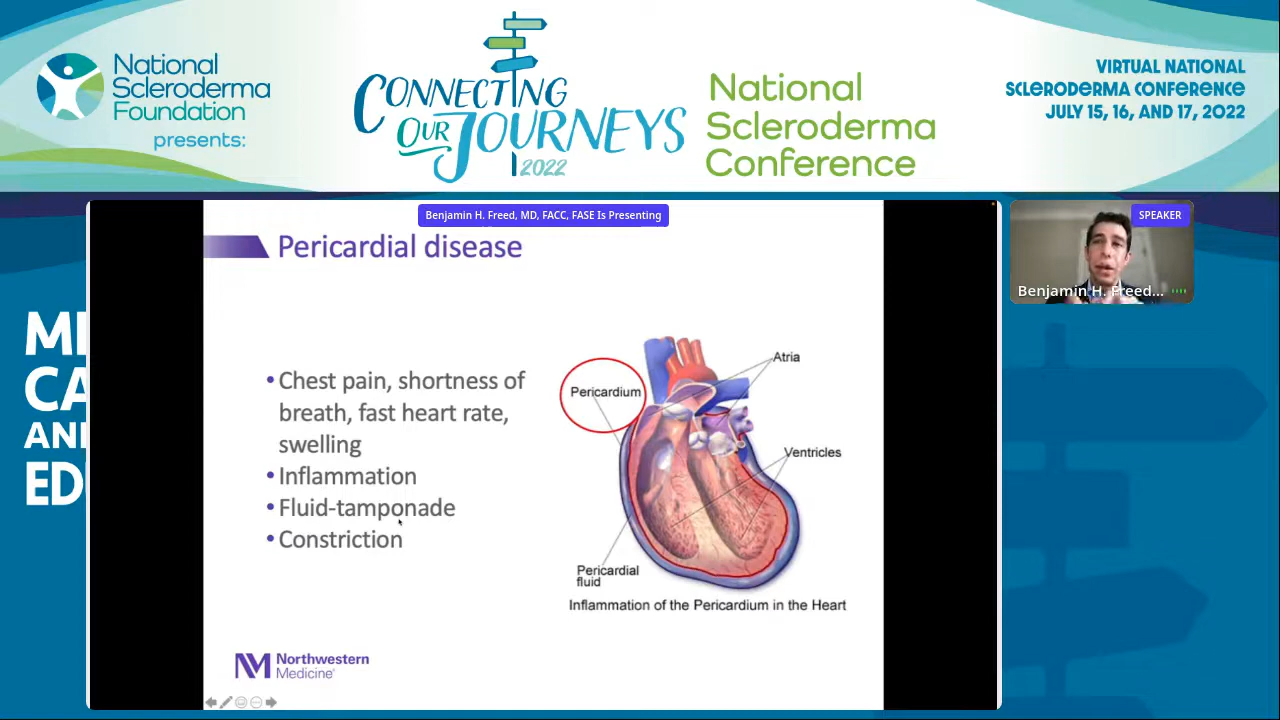 National
Scleroderma
Foundation
presents:
CONNECTING
OUR JOURNEYS
2022
National
Scleroderma
Conference
VIRTUAL NATIONAL
SCLERODERMA CONFERENCE
JULY 15, 16, AND 17, 2022
Benjamin H. Freed, MD, FACC, FASE Is Presenting
SPEAKER
Benjamin H. Freed...
Pericardial disease
• Chest pain, shortness of
breath, fast heart rate,
swelling
• Inflammation
• Fluid-tamponade
• Constriction
Atria
Pericardium
Ventricles
Pericardial
fluid
Inflammation of the Pericardium in the Heart
Northwestern
Medicine®
AN
ED